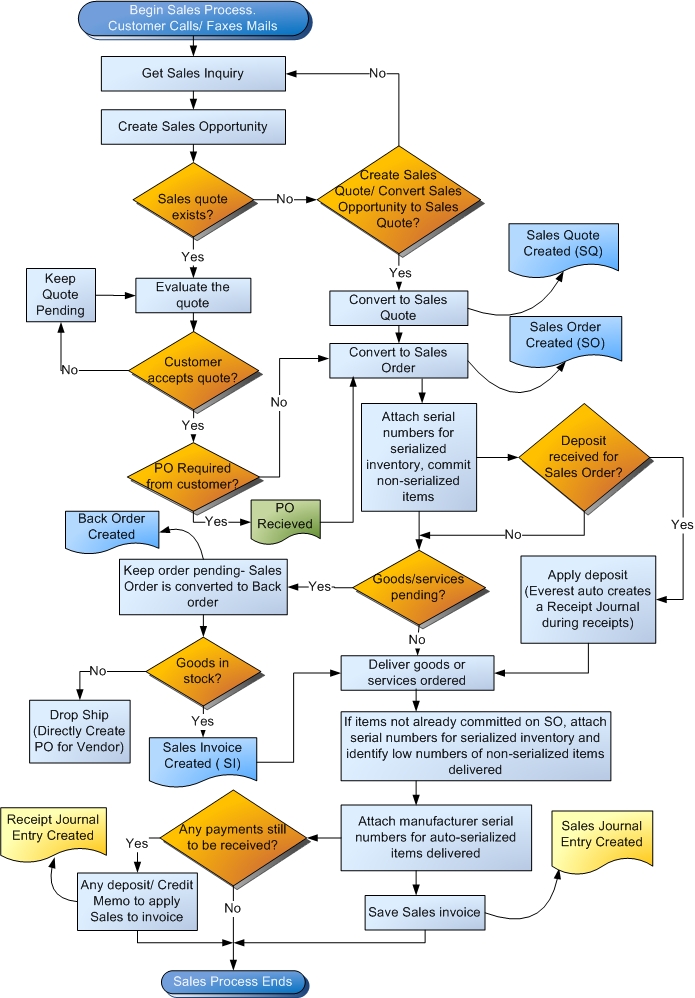 Begin Sales Process.
Customer Calls/ Faxes Mails
Get Sales Inquiry
No
Create Sales Opportunity
Sales quote
exists?
No
Create Sales
Quote/ Convert Sales
Opportunity to Sales
Quote?
Yes
Yes
Sales Quote
Created (SQ)
Keep
Quote
Pending
Evaluate the
quote
Convert to Sales
Quote
Sales Order
Created (SO)
No
Customer
accepts quote?
Convert to Sales
Order
No
Yes
Attach serial
numbers for
serialized
inventory, commit
non-serialized
items
Deposit
received for
Sales Order?
PO Required
from customer?
Yes
PO
Recieved
Back Order
Created
No
Yes
Keep order pending- Sales
Order is converted to Back
order
Yes
Goods/services
pending?
Apply deposit
(Everest auto creates
a Receipt Journal
during receipts)
No
Goods in
stock?
No
Deliver goods or
services ordered
Yes
Drop Ship
(Directly Create
PO for Vendor)
Sales Invoice
Created ( SI)
If items not already committed on SO, attach
serial numbers for serialized inventory and
identify low numbers of non-serialized items
delivered
Receipt Journal
Entry Created
Any payments still
to be received?
Attach manufacturer serial
numbers for auto-serialized
items delivered
Sales Journal
Entry Created
Yes
Any deposit/ Credit
Memo to apply
Sales to invoice
No
Save Sales invoice
Sales Process Ends